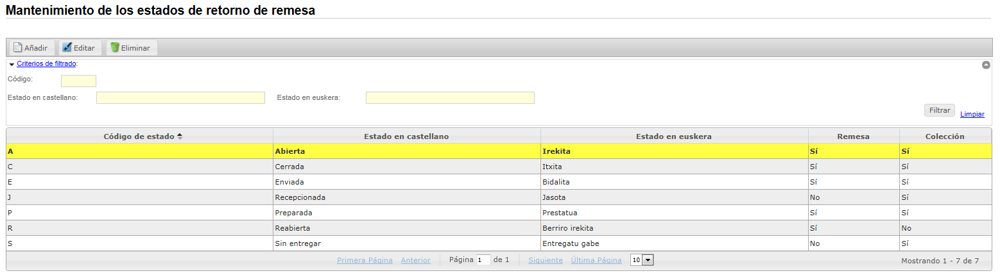 Mantenimiento de los estados de retorno de remesa
Añadir Editar Eliminar
Criterios de filtrado:
Código:
Estado en castellano: Estado en euskera:
Filtrar Limpiar
Código de estado Estado en castellano Estado en euskera Remesa Colección
A Abierta Irekita Sí Sí
C Cerrada Itxita Sí Sí
E Enviada Bidalita Sí Sí
J Recepcionada Jasota No Sí
P Preparada Prestatua Sí Sí
R Reabierta Berriro irekita Sí No
S Sin entregar Entregatu gabe No Sí
Primera Página Anterior Página 1 de 1 Siguiente Última Página 10 Mostrando 1 - 7 de 7